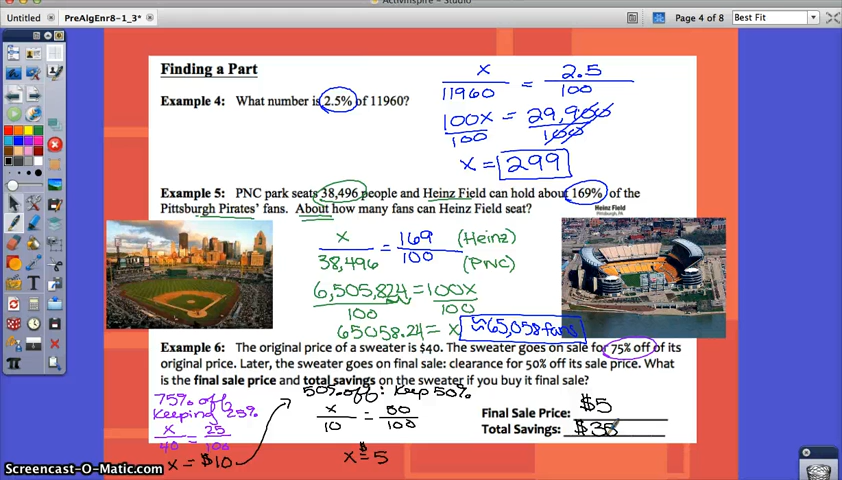 ActivInspire - Studio
Untitled
PreAlgEnr8-1_3*
Page 4 of 8
Best Fit
Finding a Part
Example 4: What number is 2.5% of 11960?
x/11960 = 2.5/100
100x/100 = 29,900/100
x = 299
Example 5: PNC park seats 38,496 people and Heinz Field can hold about 169% of the
Pittsburgh Pirates' fans. About how many fans can Heinz Field seat?
Heinz Field
Pittsburgh, PA
x/38,496 = 169/100 (Heinz) (PNC)
6,505,824/100 = 100x/100
65058.24 = x ≈65,058 fans
Example 6: The original price of a sweater is $40. The sweater goes on sale for 75% off of its
original price. Later, the sweater goes on final sale: clearance for 50% off its sale price. What
is the final sale price and total savings on the sweater if you buy it final sale?
75% off
Keeping 25%
x/40 = 25/100
x = $10
50% off: Keep 50%
x/10 = 50/100
x = $5
Final Sale Price: $5
Total Savings: $35
Screencast-O-Matic.com